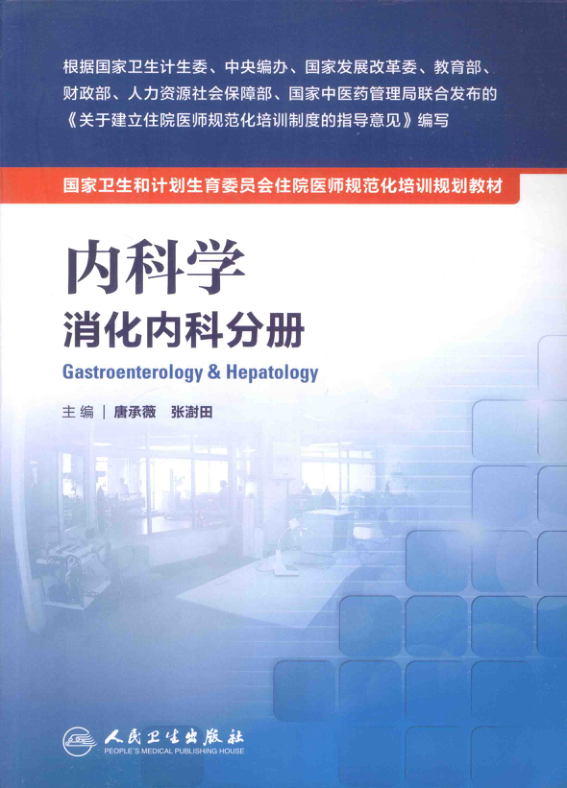 根据国家卫生计生委、中央编办、国家发展改革委、教育部、
财政部、人力资源社会保障部、国家中医药管理局联合发布的
《关于建立住院医师规范化培训制度的指导意见》编写
国家卫生和计划生育委员会住院医师规范化培训规划教材
内科学
消化内科分册
Gastroenterology & Hepatology
主编 | 唐承薇 张澍田
人民卫生出版社
PEOPLE'S MEDICAL PUBLISHING HOUSE